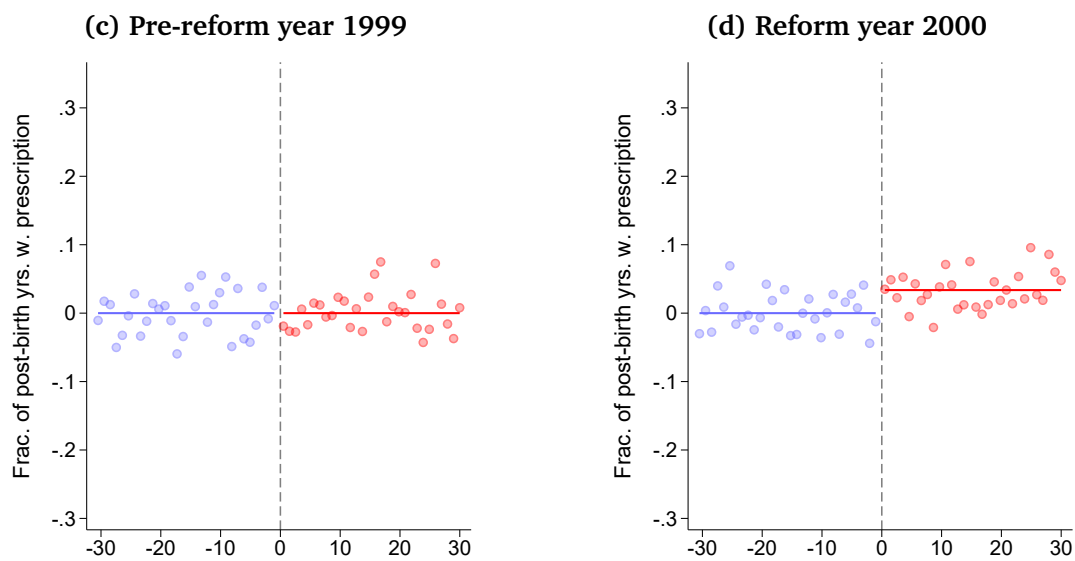 (c) Pre-reform year 1999
Frac. of post-birth yrs. w. prescription
.3
.2
.1
0
-.1
-.2
-.3
-30 -20 -10 0 10 20 30
(d) Reform year 2000
Frac. of post-birth yrs. w. prescription
.3
.2
.1
0
-.1
-.2
-.3
-30 -20 -10 0 10 20 30